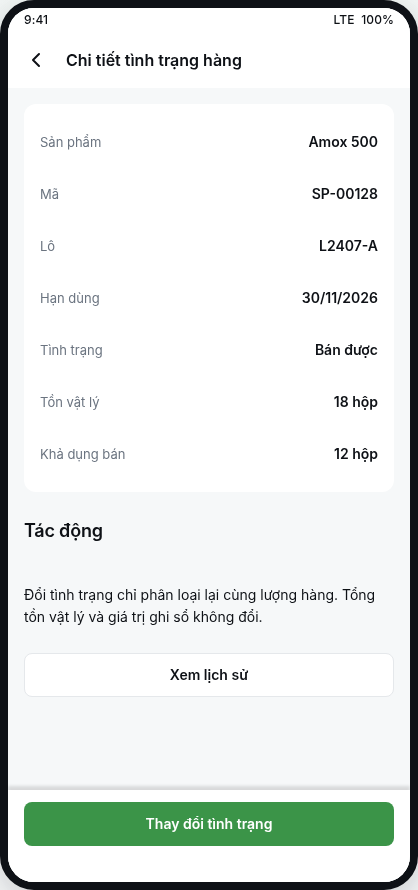 9:41 LTE 100%
Chi tiết tình trạng hàng
Sản phẩm Amox 500
Mã SP-00128
Lô L2407-A
Hạn dùng 30/11/2026
Tình trạng Bán được
Tồn vật lý 18 hộp
Khả dụng bán 12 hộp
Tác động
Đổi tình trạng chỉ phân loại lại cùng lượng hàng. Tổng
tồn vật lý và giá trị ghi sổ không đổi.
Xem lịch sử
Thay đổi tình trạng